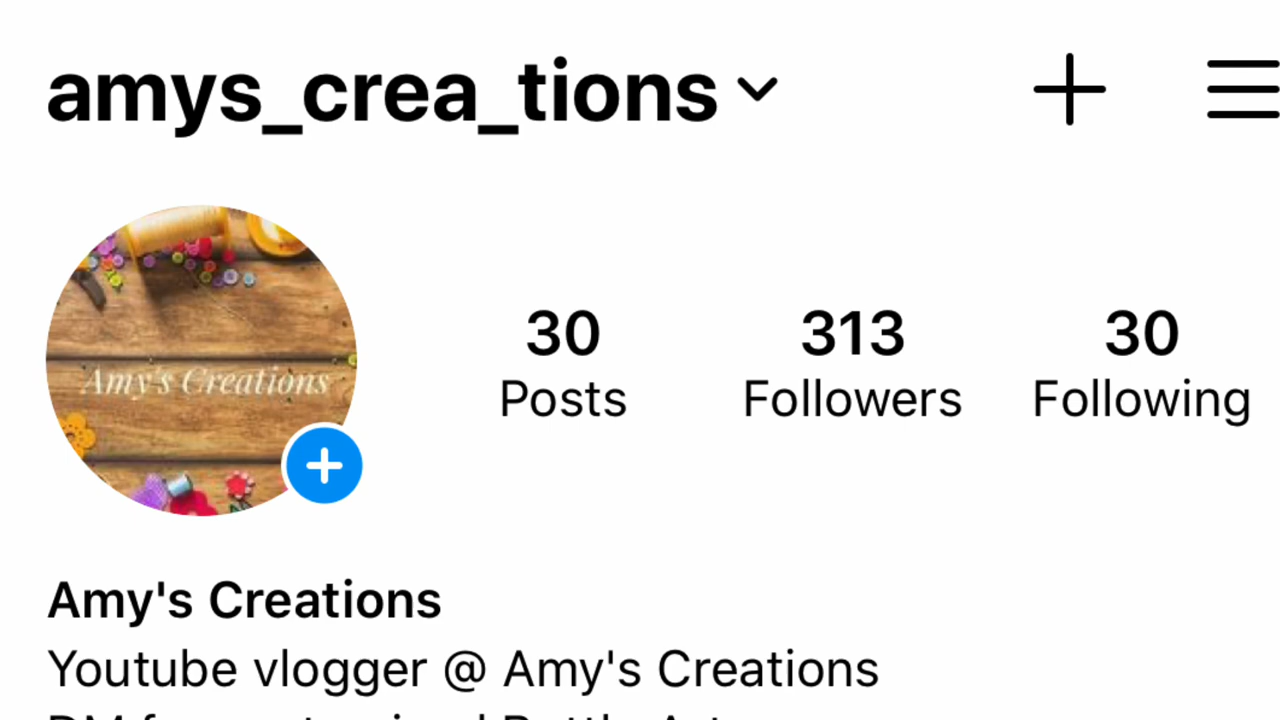 amys_crea_tions
Amy's Creations
30
313
30
Posts
Followers
Following
Amy's Creations
Youtube vlogger @ Amy's Creations